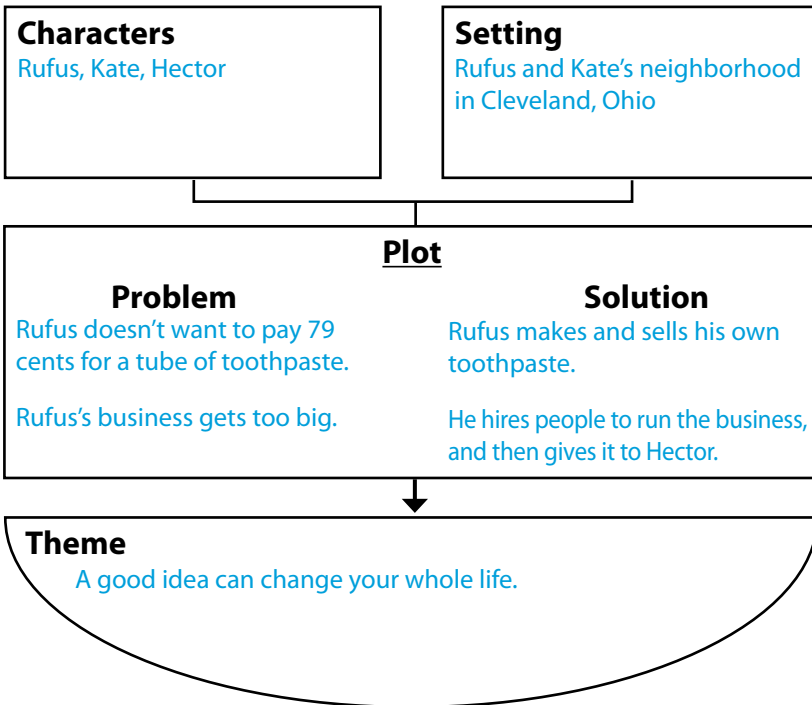 Characters
Rufus, Kate, Hector
Setting
Rufus and Kate’s neighborhood
in Cleveland, Ohio
Plot
Problem
Rufus doesn’t want to pay 79
cents for a tube of toothpaste.
Rufus’s business gets too big.
Solution
Rufus makes and sells his own
toothpaste.
He hires people to run the business,
and then gives it to Hector.
Theme
A good idea can change your whole life.